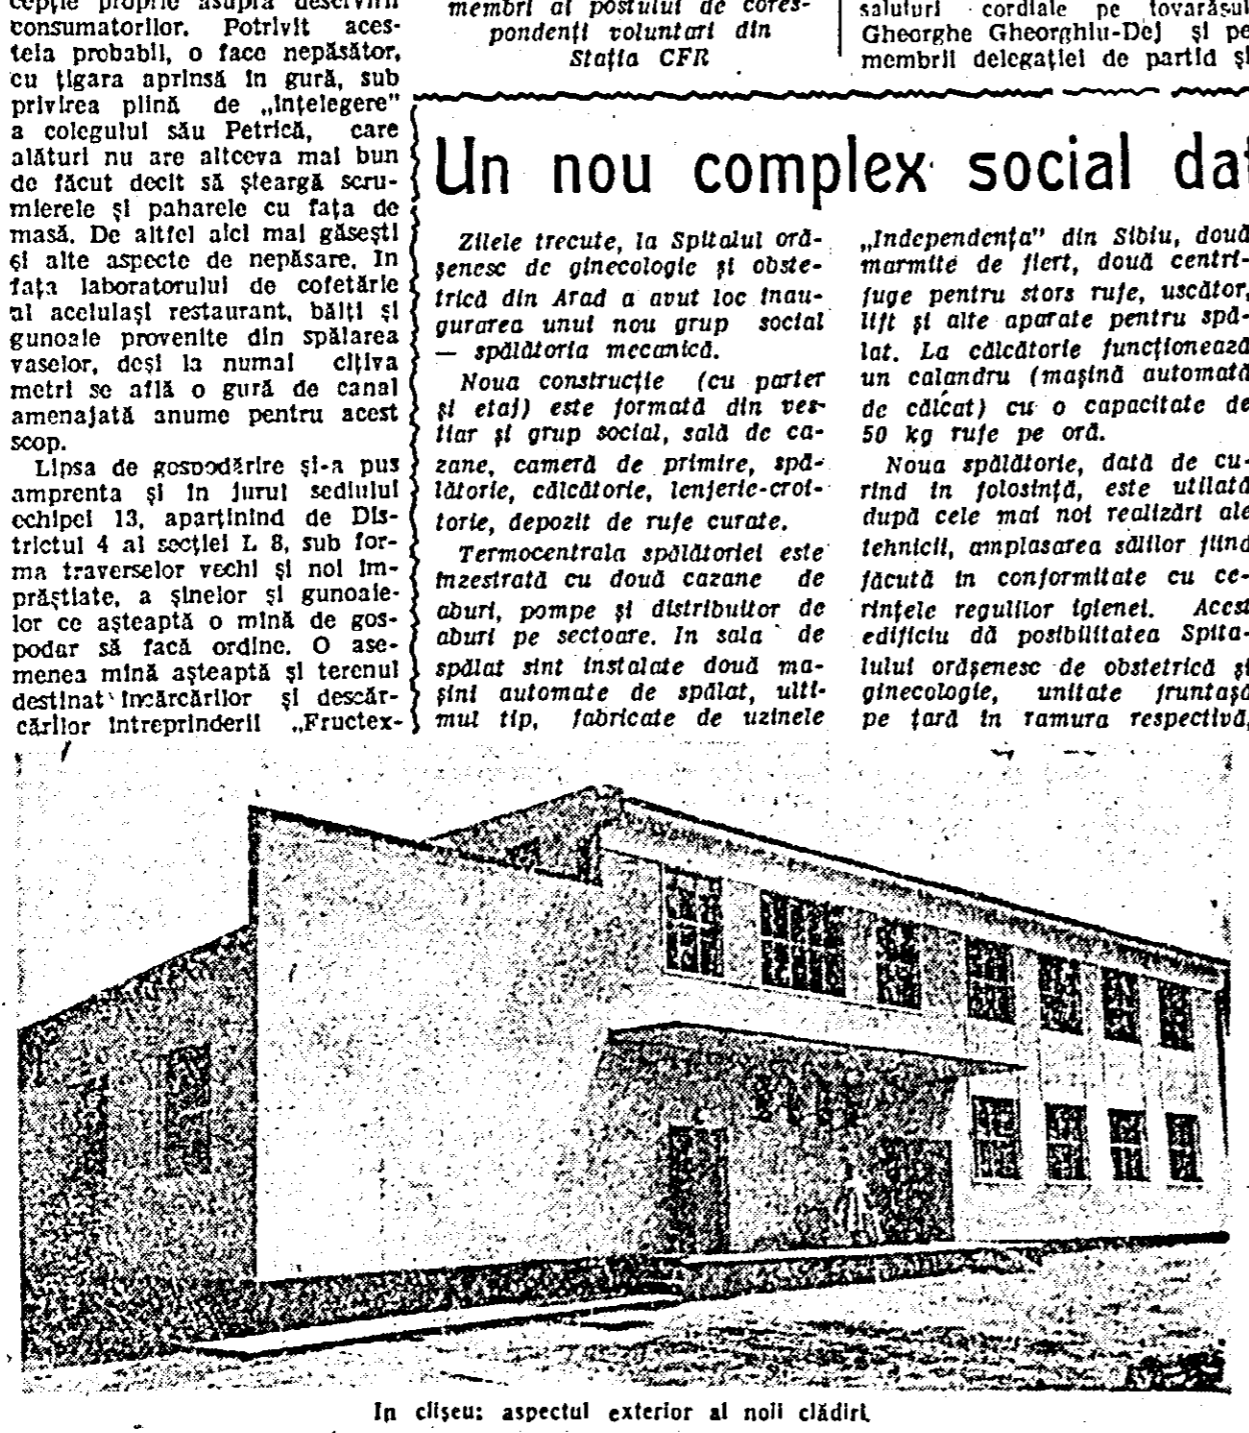 cepție proprie asupra deservirii
consumatorilor. Potrivit aces-
teia probabil, o face nepăsător,
cu țigara aprinsă în gură, sub
privirea plină de „înțelegere”
a colegului său Petrică, care
alături nu are altceva mai bun
de făcut decît să șteargă scru-
mierele și paharele cu fața de
masă. De altfel aici mai găsești
și alte aspecte de nepăsare. In
fața laboratorului de cofetărie
al aceluiași restaurant, bălți și
gunoaie provenite din spălarea
vaselor, deși la numai cîțiva
metri se află o gură de canal
amenajată anume pentru acest
scop.
Lipsa de gospodărire și-a pus
amprenta și în jurul sediului
echipei 13, aparținînd de Dis-
trictul 4 al secției L 8, sub for-
ma traverselor vechi și noi îm-
prăștiate, a șinelor și gunoaie-
lor ce așteaptă o mînă de gos-
podar să facă ordine. O ase-
menea mînă așteaptă și terenul
destinat încărcărilor și descăr-
cărilor întreprinderii „Fructex-
membri ai postului de cores-
pondenți voluntari din
Stația CFR
saluturi cordiale pe tovarășul
Gheorghe Gheorghiu-Dej și pe
membrii delegației de partid și
Un nou complex social dat
Zilele trecute, la Spitalul oră-
șenesc de ginecologie și obste-
trică din Arad a avut loc inau-
gurarea unui nou grup social
— spălătoria mecanică.
Noua construcție (cu parter
și etaj) este formată din ves-
tiar și grup social, sală de ca-
zane, cameră de primire, spă-
lătorie, călcătorie, lenjerie-croi-
torie, depozit de rufe curate.
Termocentrala spălătoriei este
înzestrată cu două cazane de
aburi, pompe și distribuitor de
aburi pe sectoare. In sala de
spălat sînt instalate două ma-
șini automate de spălat, ulti-
mul tip, fabricate de uzinele
„Independența” din Sibiu, două
marmite de fiert, două centri-
fuge pentru stors rufe, uscător,
lift și alte aparate pentru spă-
lat. La călcătorie funcționează
un calandru (mașină automată
de călcat) cu o capacitate de
50 kg rufe pe oră.
Noua spălătorie, dată de cu-
rînd în folosință, este utilată
după cele mai noi realizări ale
tehnicii, amplasarea sălilor fiind
făcută în conformitate cu ce-
rințele regulilor igienei. Acest
edificiu dă posibilitatea Spita-
lului orășenesc de obstetrică și
ginecologie, unitate fruntașă
pe țară în ramura respectivă,
In clișeu: aspectul exterior al noii clădiri.